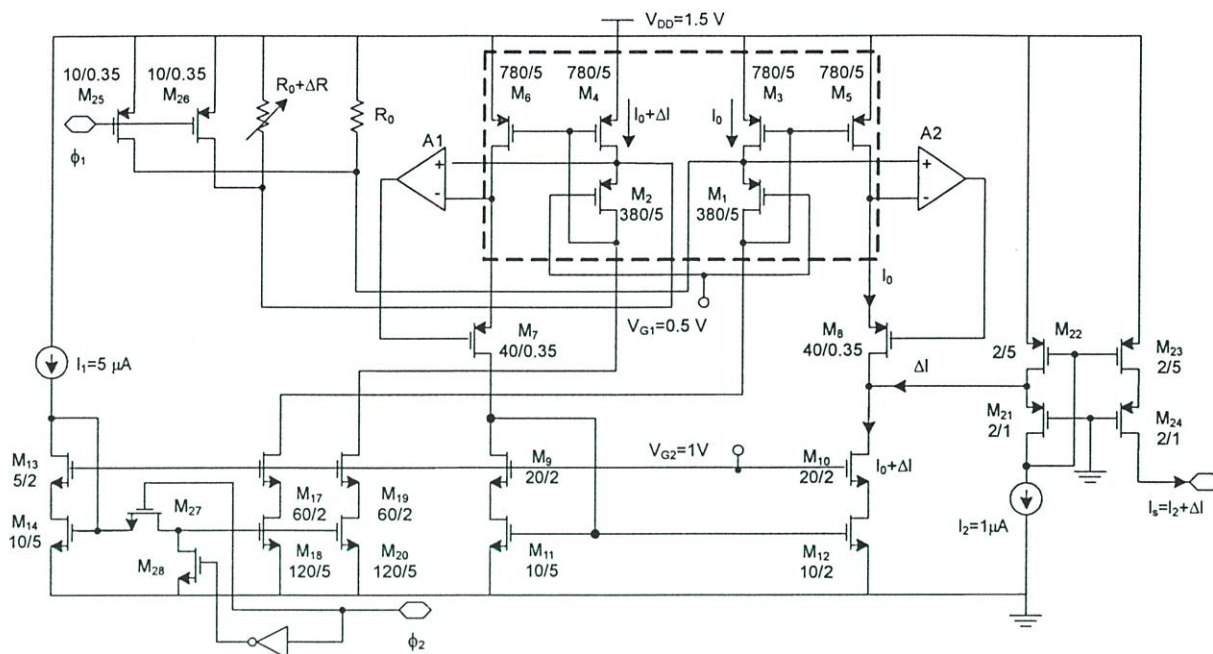 V_DD=1.5 V
10/0.35
M25
10/0.35
M26
R0+ΔR
R0
ϕ1
780/5
M6
780/5
M4
I0+ΔI
780/5
M3
I0
780/5
M5
A1
+
-
A2
+
-
M2
380/5
M1
380/5
V_G1=0.5 V
I0
M7
40/0.35
M8
40/0.35
I1=5 μA
ΔI
M22
2/5
M23
2/5
M21
2/1
M24
2/1
M13
5/2
M17
60/2
M19
60/2
M9
20/2
V_G2=1V
M10
20/2
I0+ΔI
I2=1μA
Is=I2+ΔI
M14
10/5
M27
M28
M18
120/5
M20
120/5
M11
10/5
M12
10/2
ϕ2